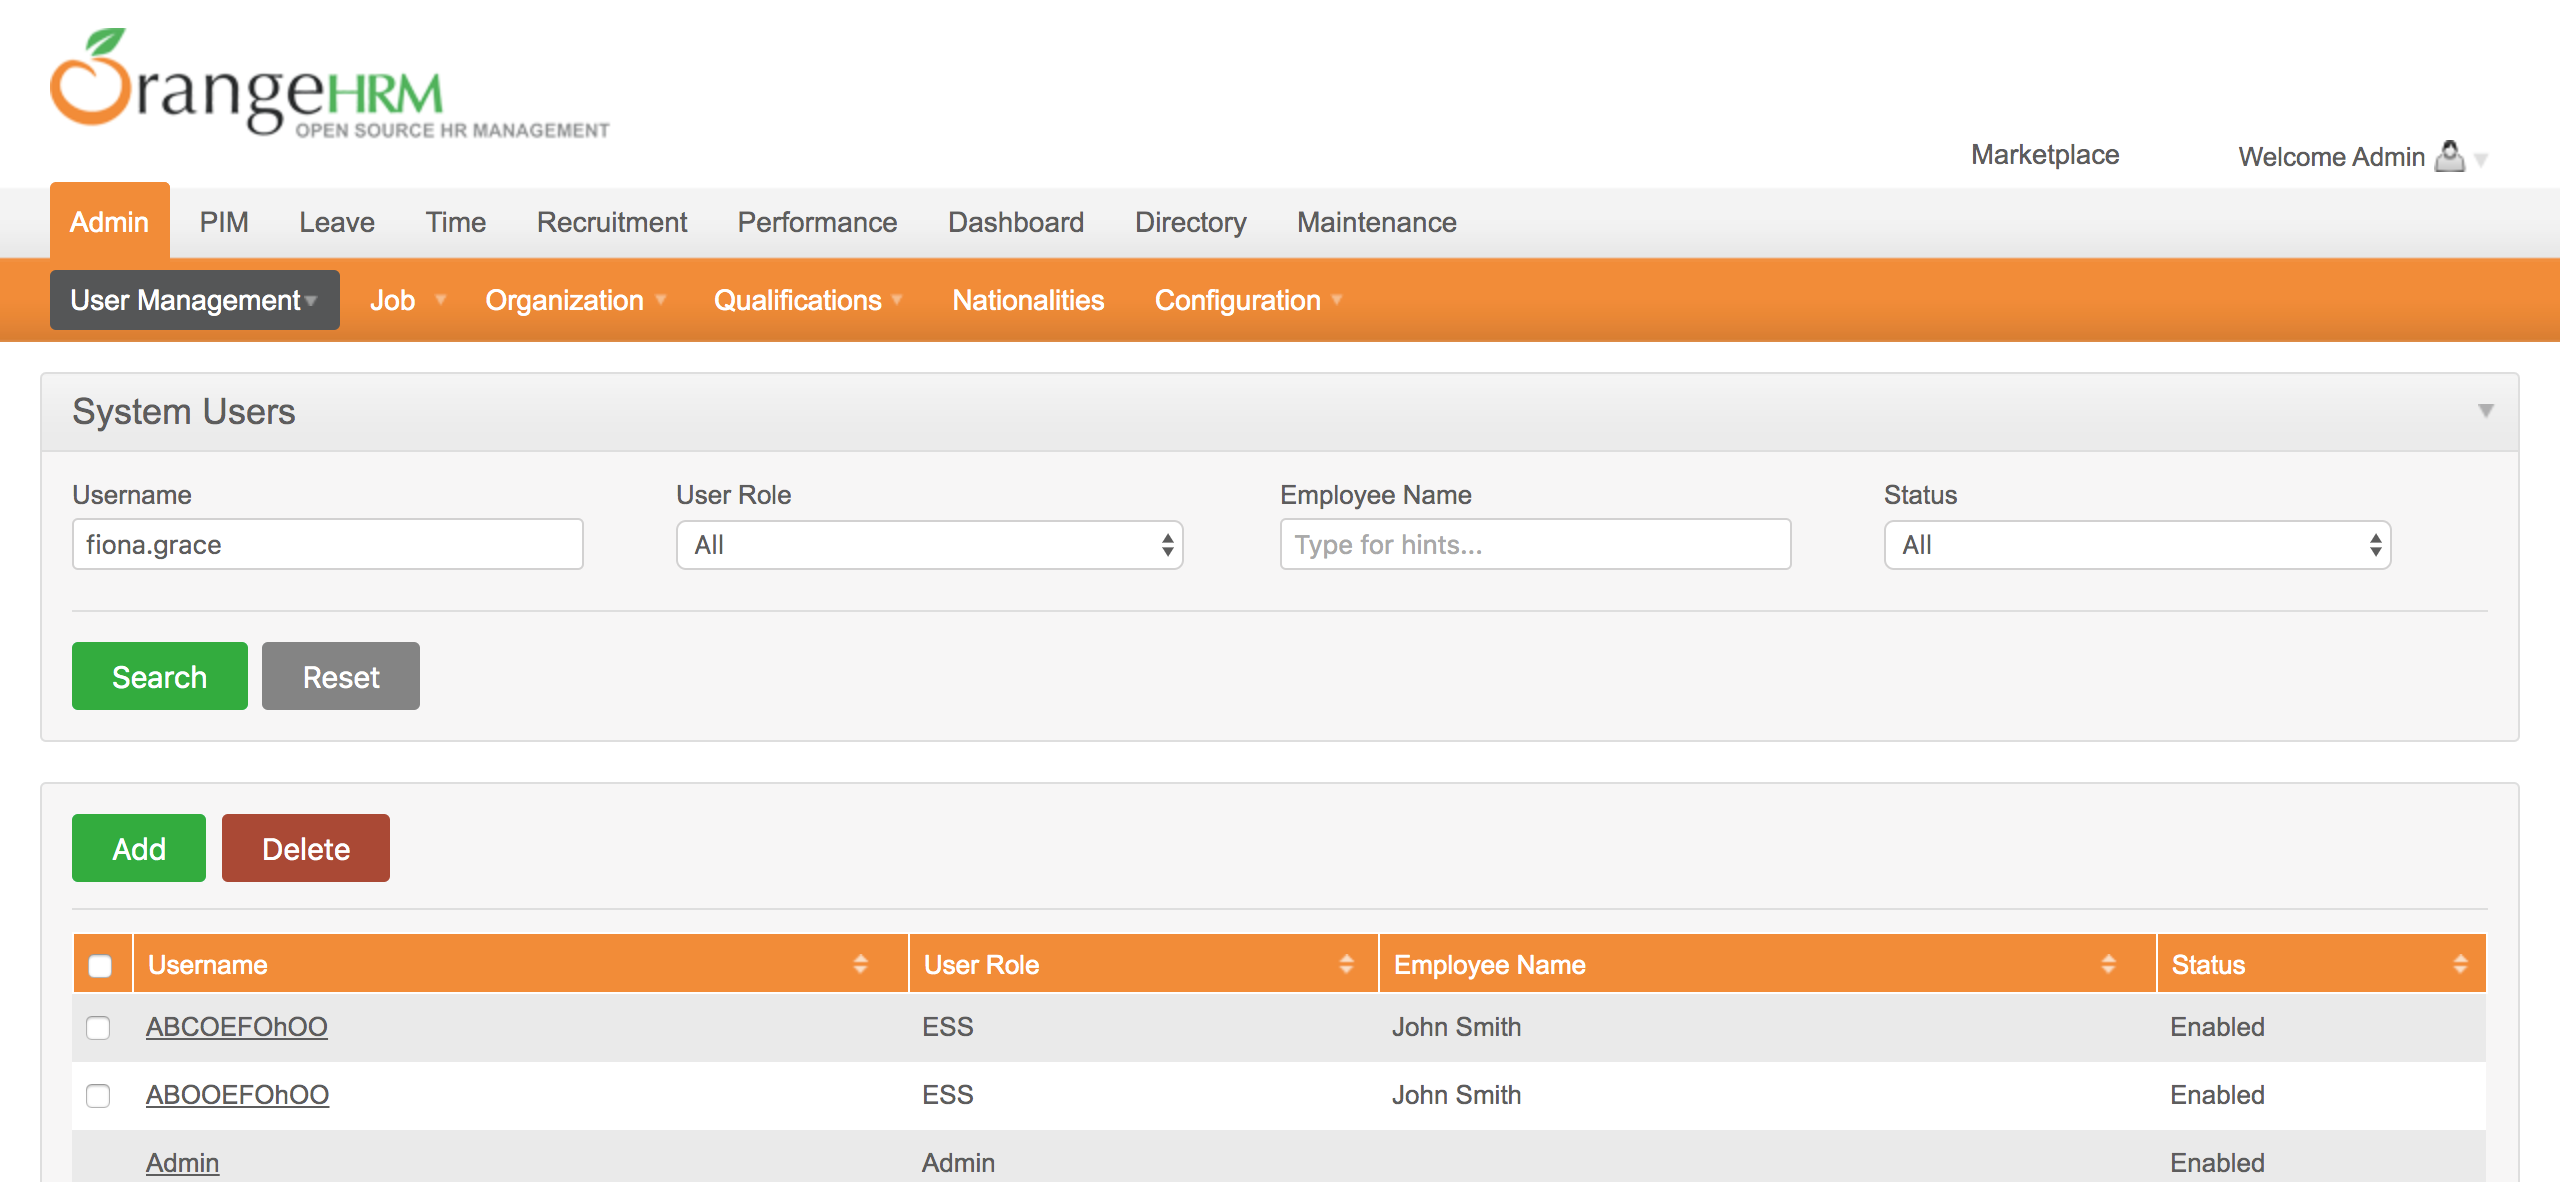 OrangeHRM
OPEN SOURCE HR MANAGEMENT
Marketplace Welcome Admin
Admin PIM Leave Time Recruitment Performance Dashboard Directory Maintenance
User Management Job Organization Qualifications Nationalities Configuration
System Users
Username User Role Employee Name Status
fiona.grace All Type for hints... All
Search Reset
Add Delete
Username User Role Employee Name Status
ABCOEFOhOO ESS John Smith Enabled
ABOOEFOhOO ESS John Smith Enabled
Admin Admin Enabled